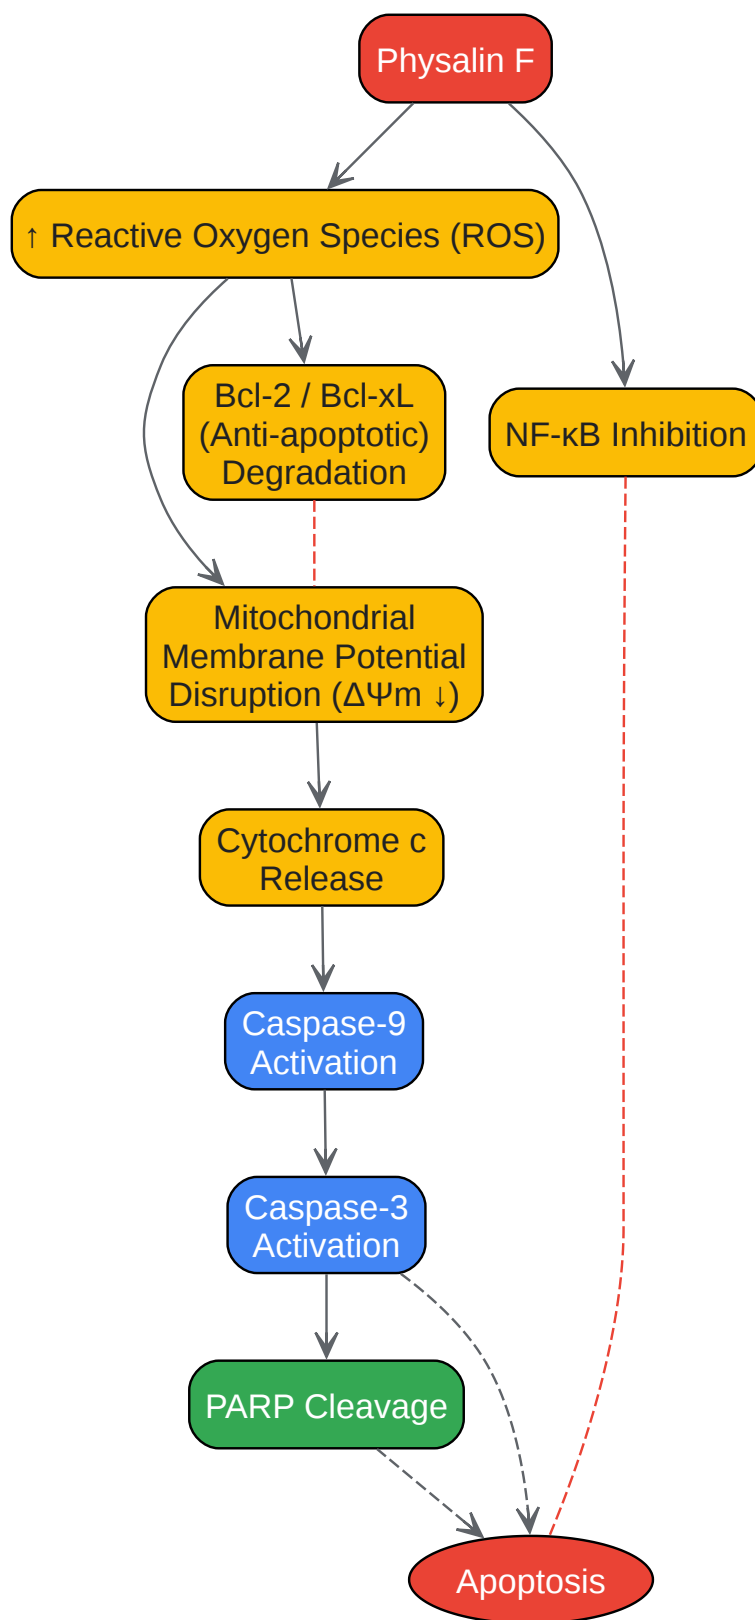 Physalin F
↑ Reactive Oxygen Species (ROS)
Bcl-2 / Bcl-xL
(Anti-apoptotic)
Degradation
NF-κB Inhibition
Mitochondrial
Membrane Potential
Disruption (ΔΨm ↓)
Cytochrome c
Release
Caspase-9
Activation
Caspase-3
Activation
PARP Cleavage
Apoptosis